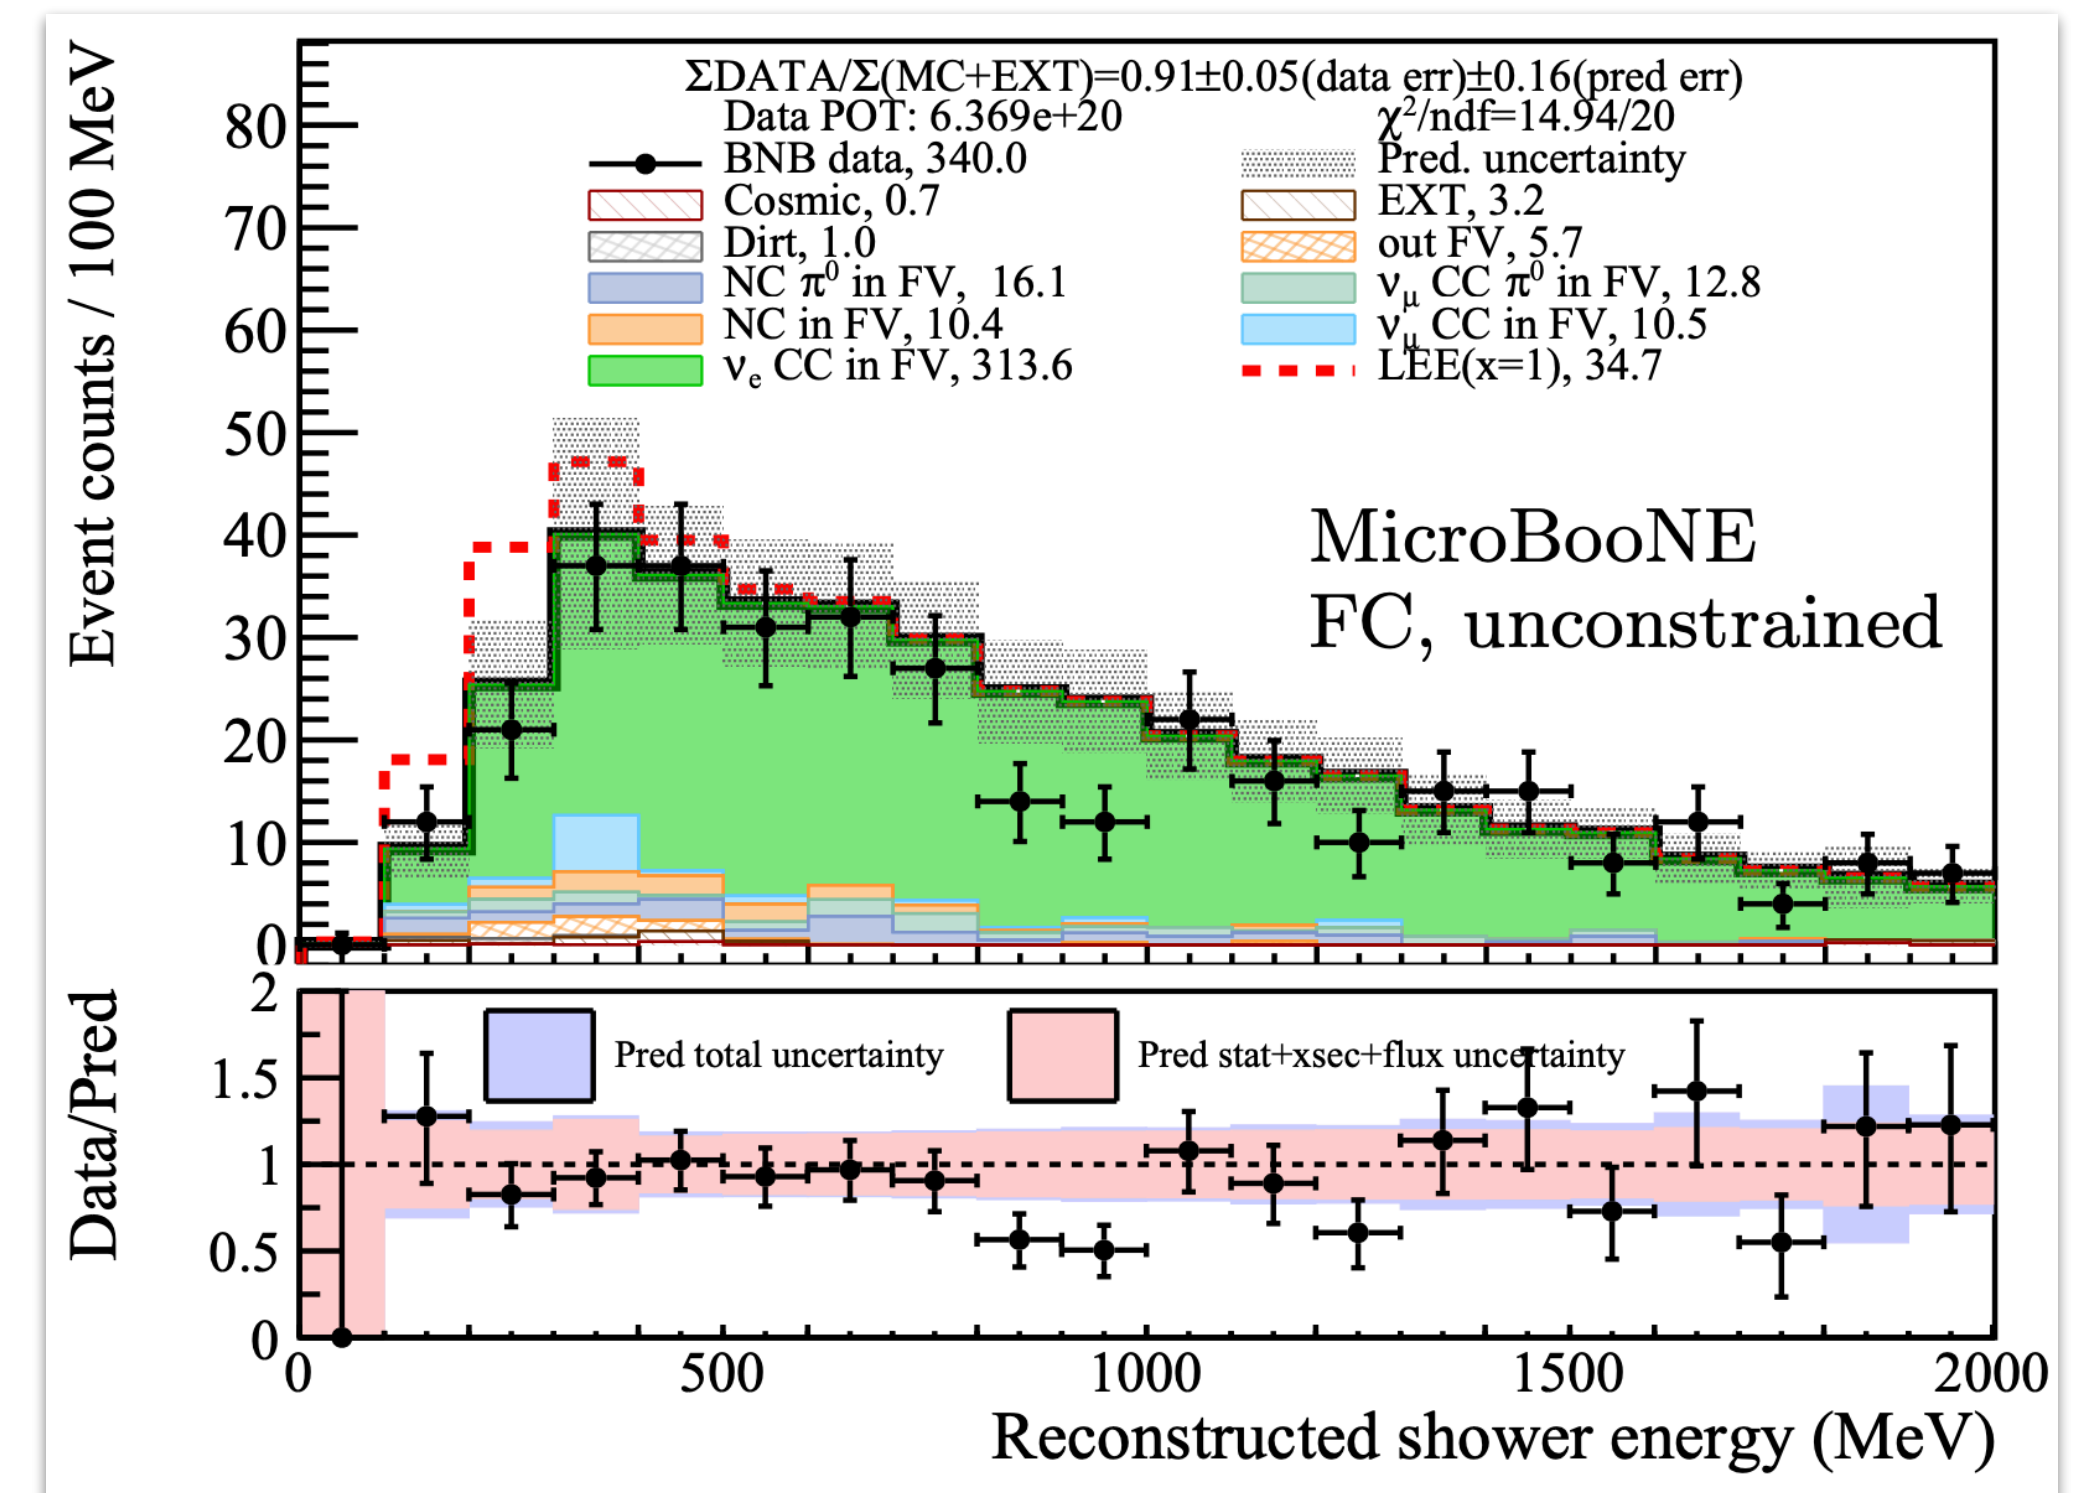 ΣDATA/Σ(MC+EXT)=0.91±0.05(data err)±0.16(pred err)
Data POT: 6.369e+20 χ²/ndf=14.94/20
BNB data, 340.0 Pred. uncertainty
Cosmic, 0.7 EXT, 3.2
Dirt, 1.0 out FV, 5.7
NC π⁰ in FV, 16.1 νμ CC π⁰ in FV, 12.8
NC in FV, 10.4 νμ CC in FV, 10.5
νe CC in FV, 313.6 LEE(x=1), 34.7
MicroBooNE
FC, unconstrained
Event counts / 100 MeV
80
70
60
50
40
30
20
10
0
Pred total uncertainty Pred stat+xsec+flux uncertainty
Data/Pred
2
1.5
1
0.5
0
0 500 1000 1500 2000
Reconstructed shower energy (MeV)